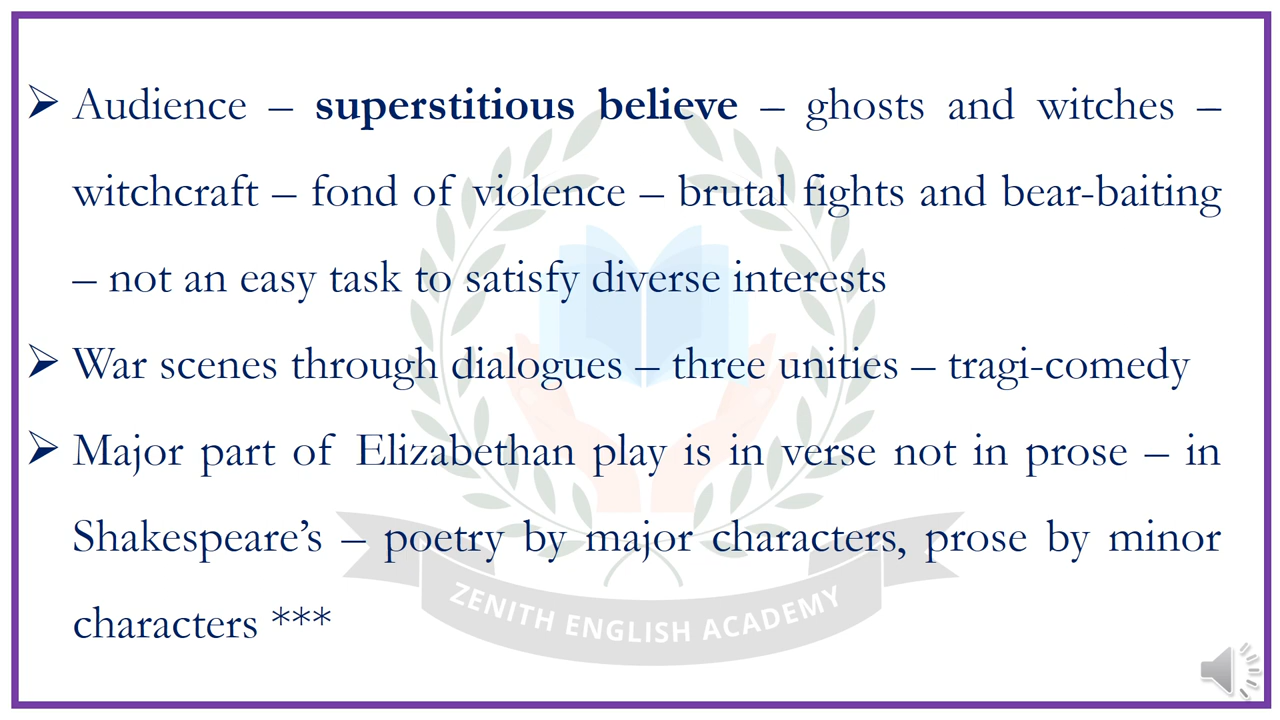 ➢ Audience – superstitious believe – ghosts and witches –
witchcraft – fond of violence – brutal fights and bear-baiting
– not an easy task to satisfy diverse interests
➢ War scenes through dialogues – three unities – tragi-comedy
➢ Major part of Elizabethan play is in verse not in prose – in
Shakespeare’s – poetry by major characters, prose by minor
characters ***
ZENITH ENGLISH ACADEMY